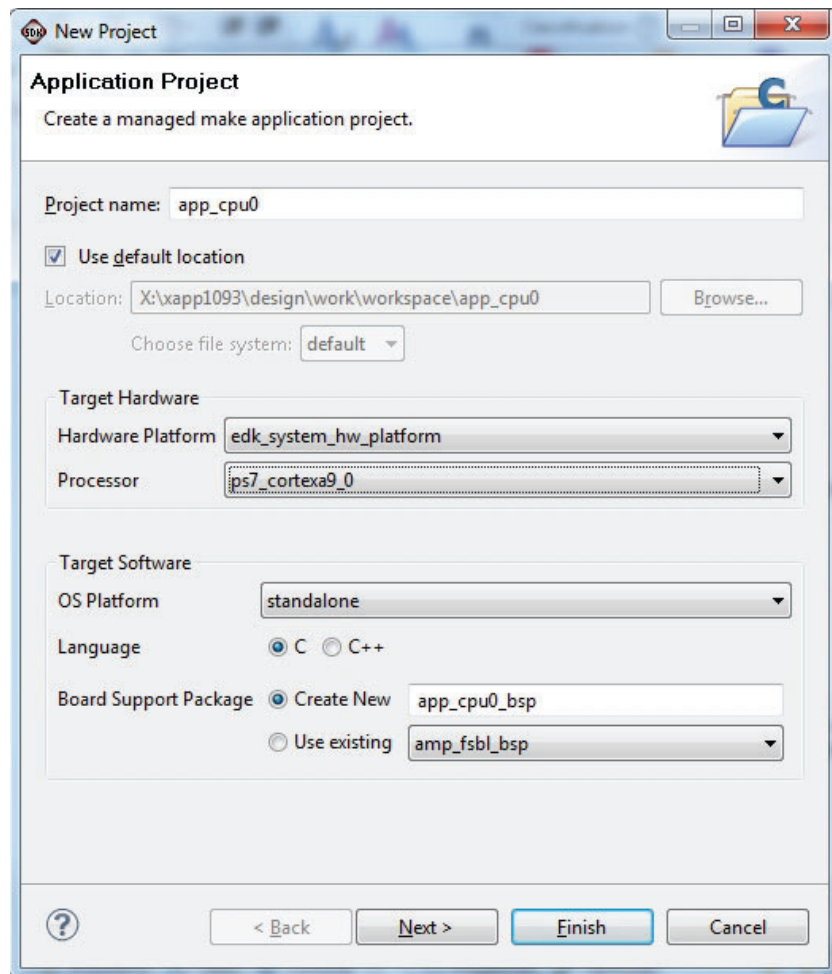 SDK New Project
Application Project
Create a managed make application project.
C
Project name: app_cpu0
Use default location
Location: X:\xapp1093\design\work\workspace\app_cpu0 Browse...
Choose file system: default
Target Hardware
Hardware Platform edk_system_hw_platform
Processor ps7_cortexa9_0
Target Software
OS Platform standalone
Language C C++
Board Support Package Create New app_cpu0_bsp
Use existing amp_fsbl_bsp
? < Back Next > Finish Cancel